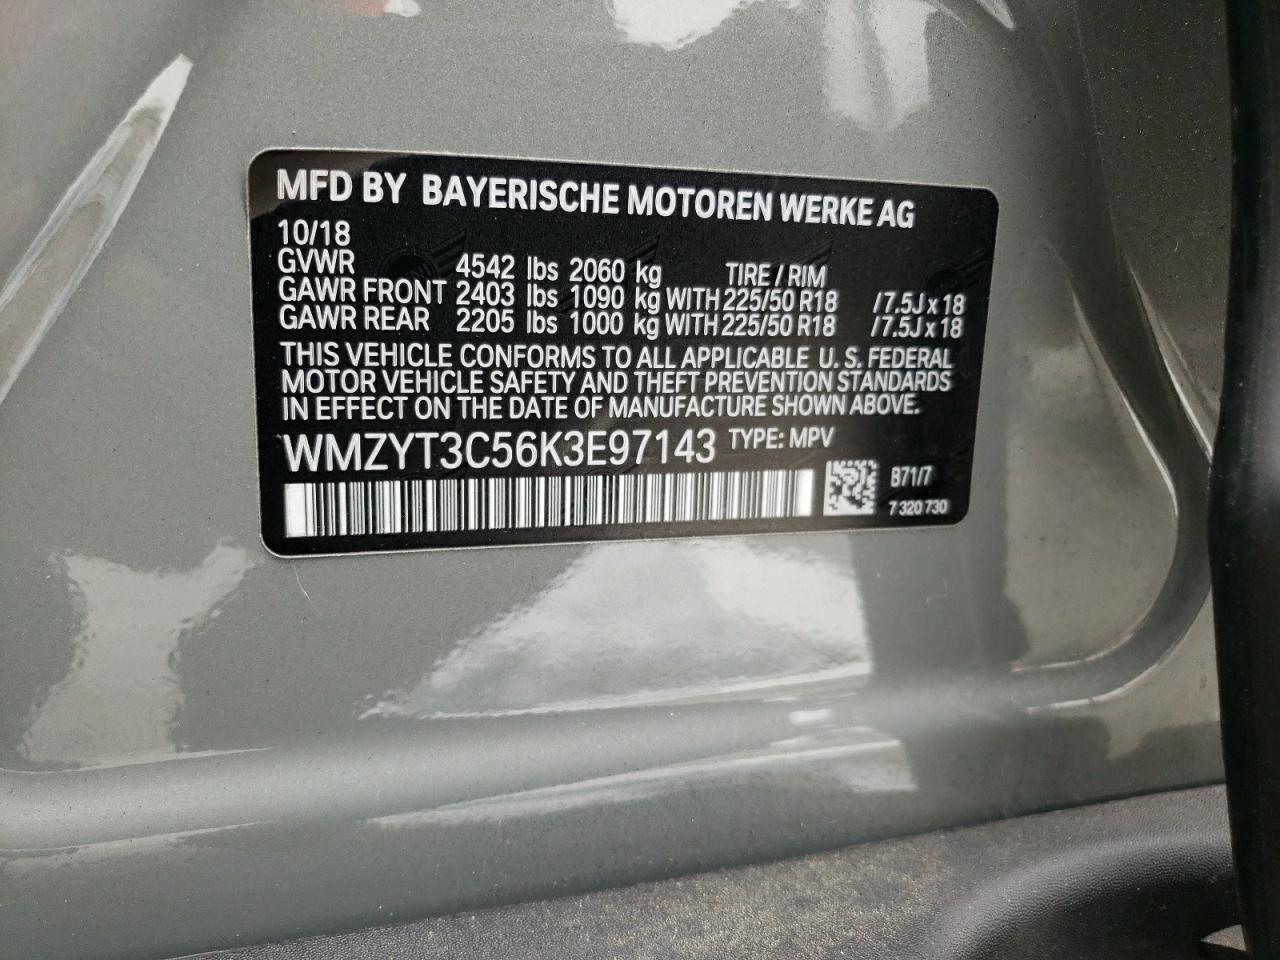 MFD BY BAYERISCHE MOTOREN WERKE AG
10/18
GVWR 4542 lbs 2060 kg TIRE / RIM
GAWR FRONT 2403 lbs 1090 kg WITH 225/50 R18 /7.5J x 18
GAWR REAR 2205 lbs 1000 kg WITH 225/50 R18 /7.5J x 18
THIS VEHICLE CONFORMS TO ALL APPLICABLE U. S. FEDERAL
MOTOR VEHICLE SAFETY AND THEFT PREVENTION STANDARDS
IN EFFECT ON THE DATE OF MANUFACTURE SHOWN ABOVE.
WMZYT3C56K3E97143 TYPE: MPV
B71/7
7 320 730